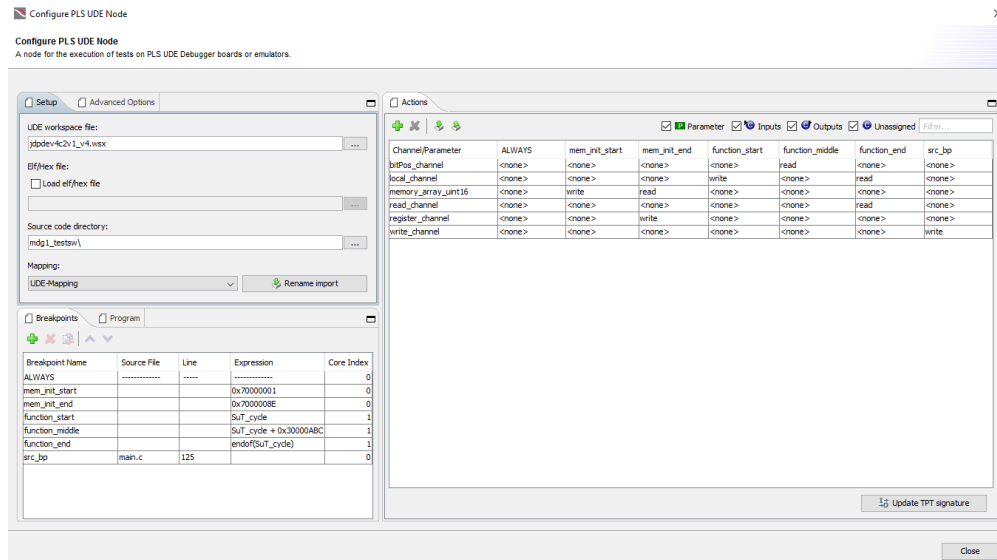 Configure PLS UDE Node
Configure PLS UDE Node
A node for the execution of tests on PLS UDE Debugger boards or emulators.
Setup Advanced Options
UDE workspace file:
jdpdev4c2v1_v4.wsx ...
Elf/Hex file:
Load elf/hex file
...
Source code directory:
mdg1_testsw\ ...
Mapping:
UDE-Mapping Rename import
Breakpoints Program
Breakpoint Name Source File Line Expression Core Index
ALWAYS ------------- ----- ------------- 0
mem_init_start 0x70000001 0
mem_init_end 0x7000008E 0
function_start SuT_cycle 1
function_middle SuT_cycle + 0x30000ABC 1
function_end endof(SuT_cycle) 1
src_bp main.c 125 0
Actions
P Parameter Inputs Outputs Unassigned Filter...
Channel/Parameter ALWAYS mem_init_start mem_init_end function_start function_middle function_end src_bp
bitPos_channel <none> <none> <none> <none> read <none> <none>
local_channel <none> <none> <none> write <none> read <none>
memory_array_uint16 <none> write read <none> <none> <none> <none>
read_channel <none> <none> <none> <none> <none> read <none>
register_channel <none> <none> write <none> <none> <none> <none>
write_channel <none> <none> <none> <none> <none> <none> write
Update TPT signature
Close